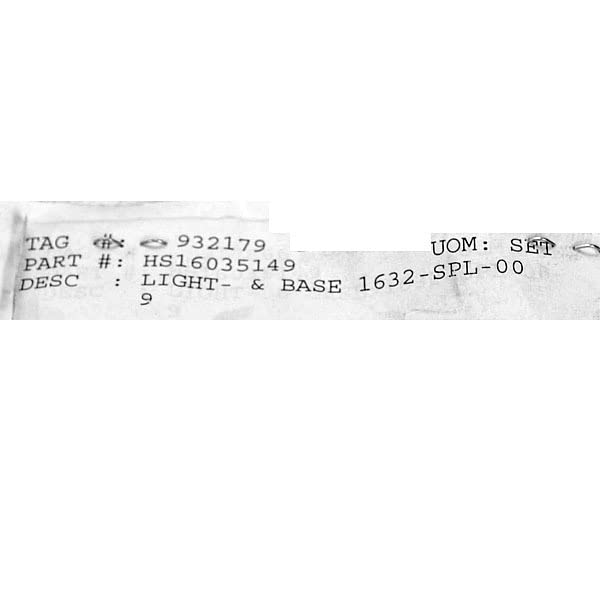 TAG #: 932179 UOM: SET
PART #: HS16035149
DESC : LIGHT- & BASE 1632-SPL-00
9